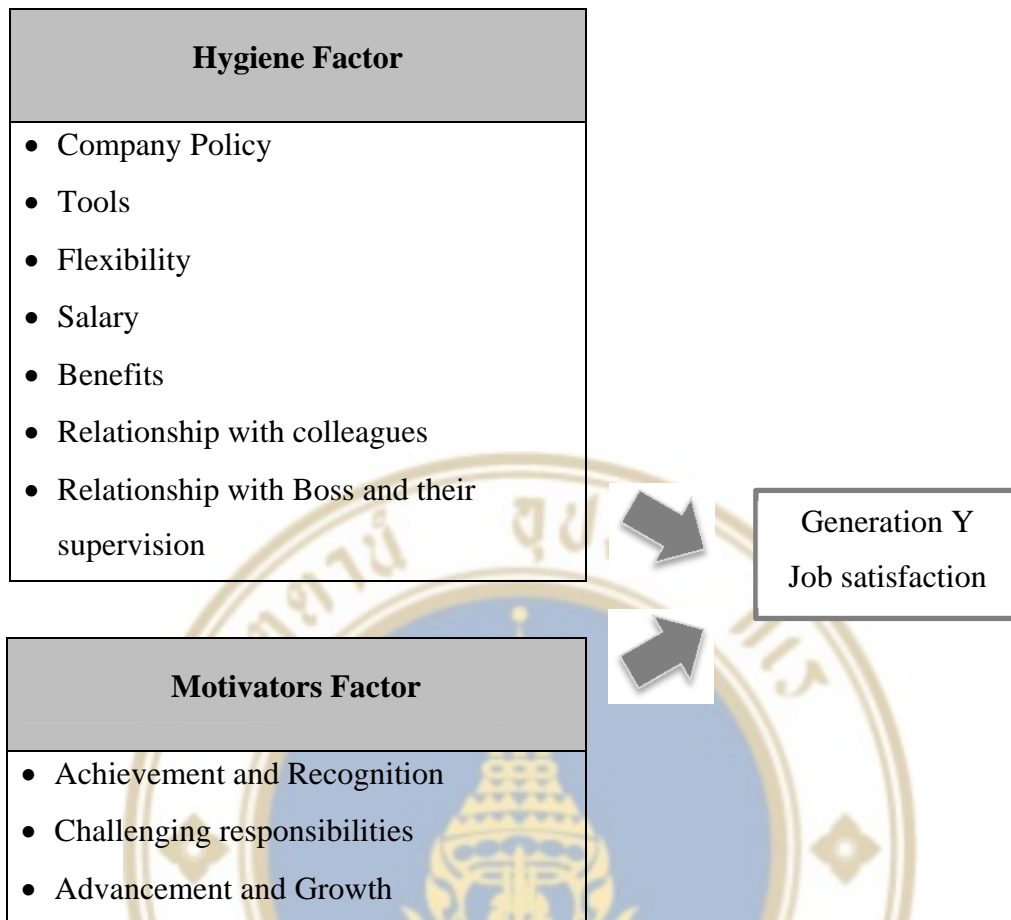 Hygiene Factor
• Company Policy
• Tools
• Flexibility
• Salary
• Benefits
• Relationship with colleagues
• Relationship with Boss and their
supervision
Generation Y
Job satisfaction
Motivators Factor
• Achievement and Recognition
• Challenging responsibilities
• Advancement and Growth